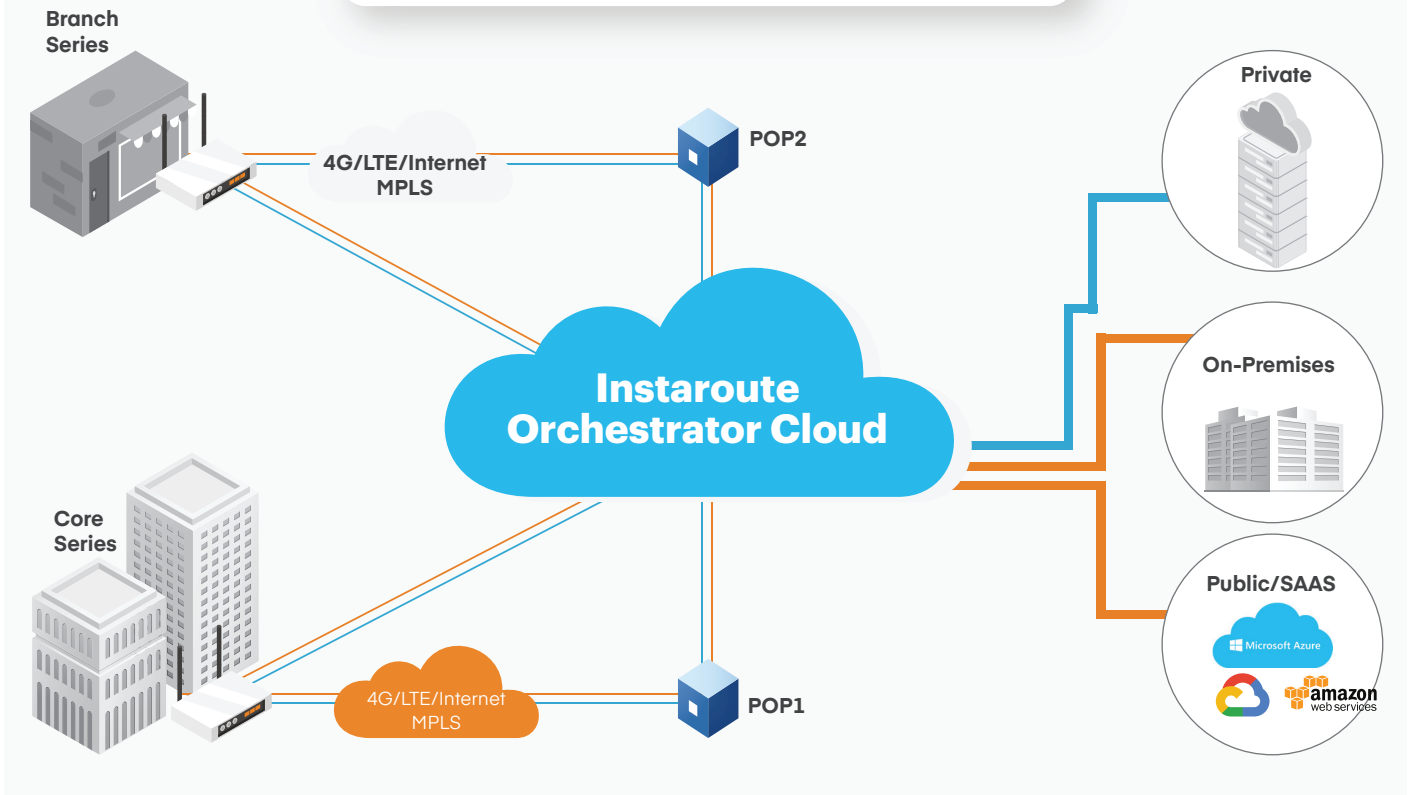 Branch
Series
4G/LTE/Internet
MPLS
POP2
Private
Instaroute
Orchestrator Cloud
On-Premises
Core
Series
4G/LTE/Internet
MPLS
POP1
Public/SAAS
Microsoft Azure
amazon
web services